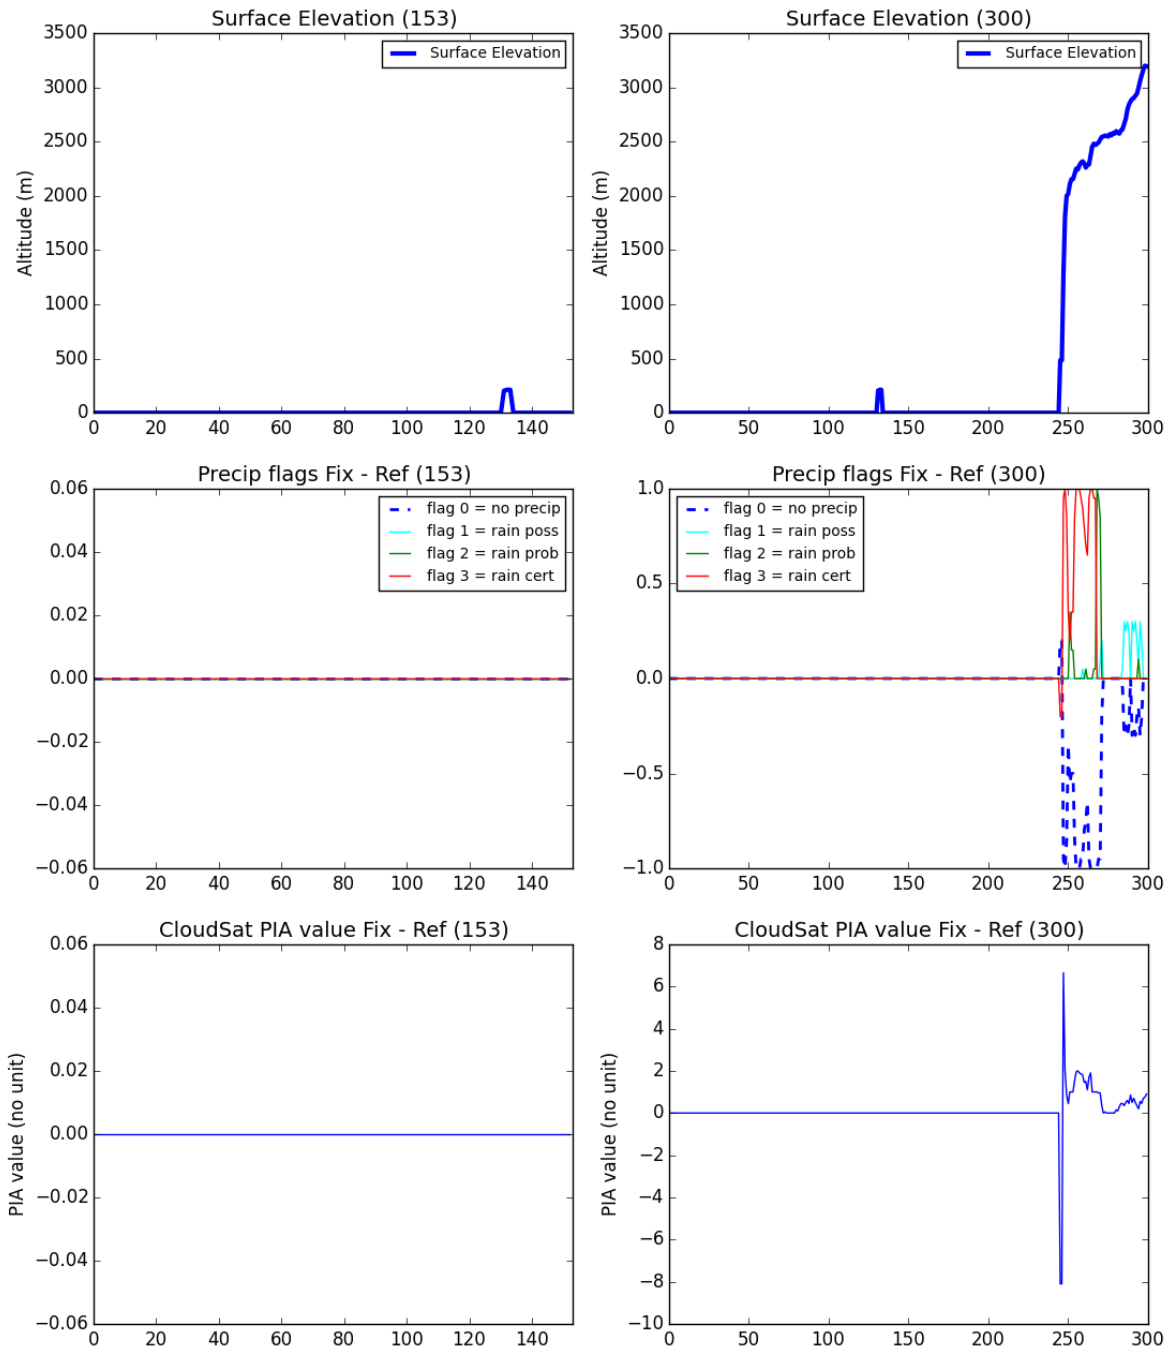 Surface Elevation (153)
3500
3000
2500
2000
1500
1000
500
0
Altitude (m)
Surface Elevation
0 20 40 60 80 100 120 140
Surface Elevation (300)
3500
3000
2500
2000
1500
1000
500
0
Altitude (m)
Surface Elevation
0 50 100 150 200 250 300
Precip flags Fix - Ref (153)
0.06
0.04
0.02
0.00
−0.02
−0.04
−0.06
flag 0 = no precip
flag 1 = rain poss
flag 2 = rain prob
flag 3 = rain cert
0 20 40 60 80 100 120 140
Precip flags Fix - Ref (300)
1.0
0.5
0.0
−0.5
−1.0
flag 0 = no precip
flag 1 = rain poss
flag 2 = rain prob
flag 3 = rain cert
0 50 100 150 200 250 300
CloudSat PIA value Fix - Ref (153)
0.06
0.04
0.02
0.00
−0.02
−0.04
−0.06
PIA value (no unit)
0 20 40 60 80 100 120 140
CloudSat PIA value Fix - Ref (300)
8
6
4
2
0
−2
−4
−6
−8
−10
PIA value (no unit)
0 50 100 150 200 250 300